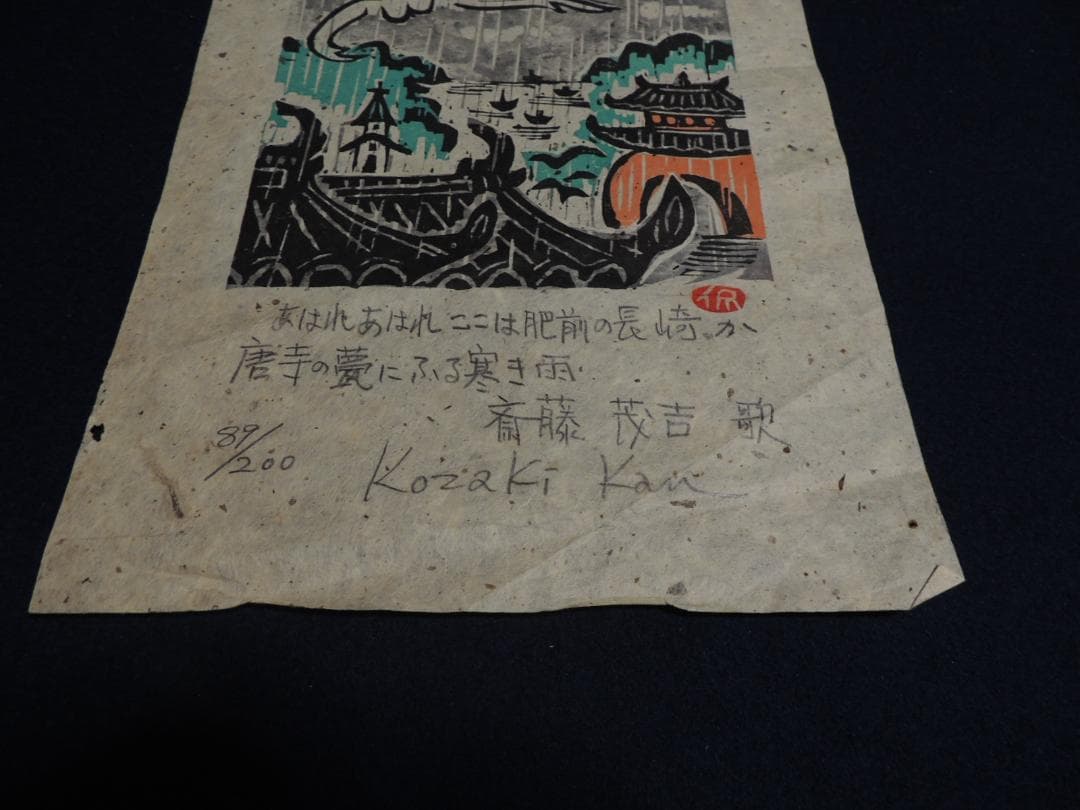 侃
あはれあはれここは肥前の長崎か
唐寺の甍にふる寒き雨
斎藤 茂吉 歌
89/200
Kozaki Kan